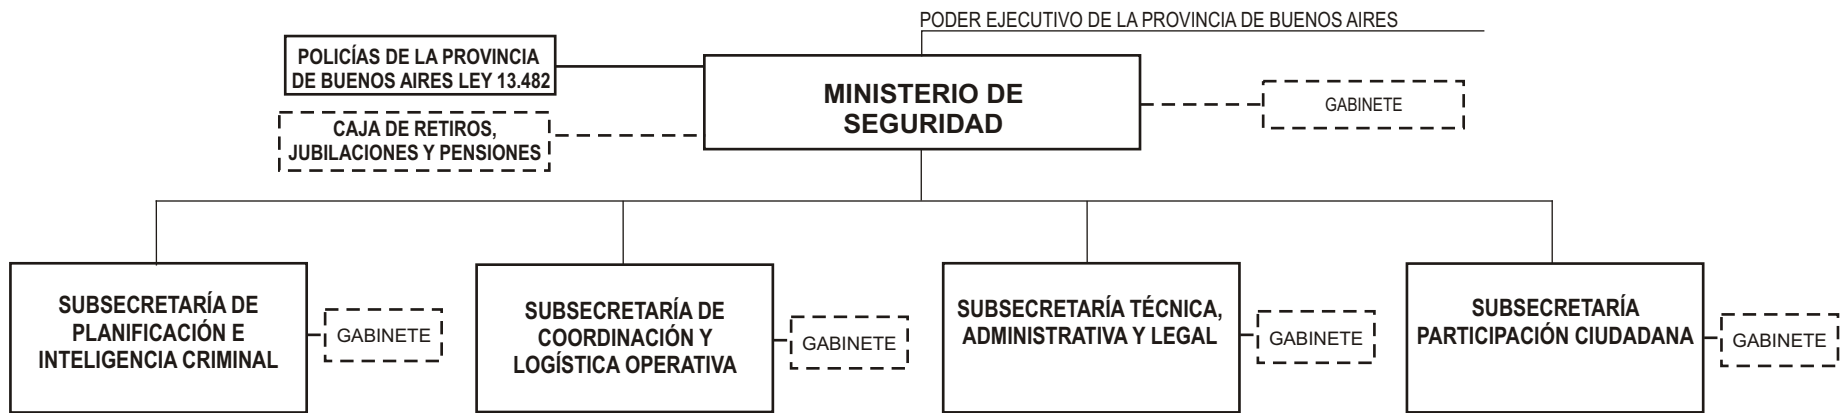 PODER EJECUTIVO DE LA PROVINCIA DE BUENOS AIRES
POLICÍAS DE LA PROVINCIA
DE BUENOS AIRES LEY 13.482
MINISTERIO DE
SEGURIDAD
GABINETE
CAJA DE RETIROS,
JUBILACIONES Y PENSIONES
SUBSECRETARÍA DE
PLANIFICACIÓN E
INTELIGENCIA CRIMINAL
GABINETE
SUBSECRETARÍA DE
COORDINACIÓN Y
LOGÍSTICA OPERATIVA
GABINETE
SUBSECRETARÍA TÉCNICA,
ADMINISTRATIVA Y LEGAL
GABINETE
SUBSECRETARÍA
PARTICIPACIÓN CIUDADANA
GABINETE